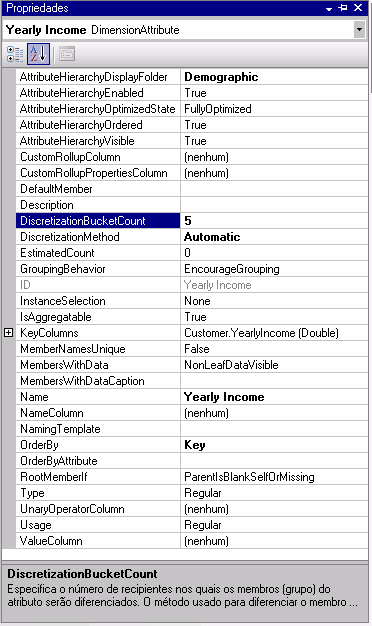 Propriedades
Yearly Income DimensionAttribute
AttributeHierarchyDisplayFolder Demographic
AttributeHierarchyEnabled True
AttributeHierarchyOptimizedState FullyOptimized
AttributeHierarchyOrdered True
AttributeHierarchyVisible True
CustomRollupColumn (nenhum)
CustomRollupPropertiesColumn (nenhum)
DefaultMember
Description
DiscretizationBucketCount 5
DiscretizationMethod Automatic
EstimatedCount 0
GroupingBehavior EncourageGrouping
ID Yearly Income
InstanceSelection None
IsAggregatable True
KeyColumns Customer.YearlyIncome (Double)
MemberNamesUnique False
MembersWithData NonLeafDataVisible
MembersWithDataCaption
Name Yearly Income
NameColumn (nenhum)
NamingTemplate
OrderBy Key
OrderByAttribute
RootMemberIf ParentIsBlankSelfOrMissing
Type Regular
UnaryOperatorColumn (nenhum)
Usage Regular
ValueColumn (nenhum)
DiscretizationBucketCount
Especifica o número de recipientes nos quais os membros (grupo) do
atributo serão diferenciados. O método usado para diferenciar o membro ...